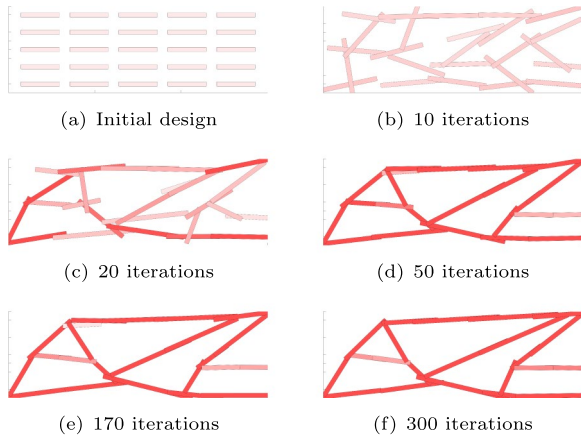 (a) Initial design
(b) 10 iterations
(c) 20 iterations
(d) 50 iterations
(e) 170 iterations
(f) 300 iterations